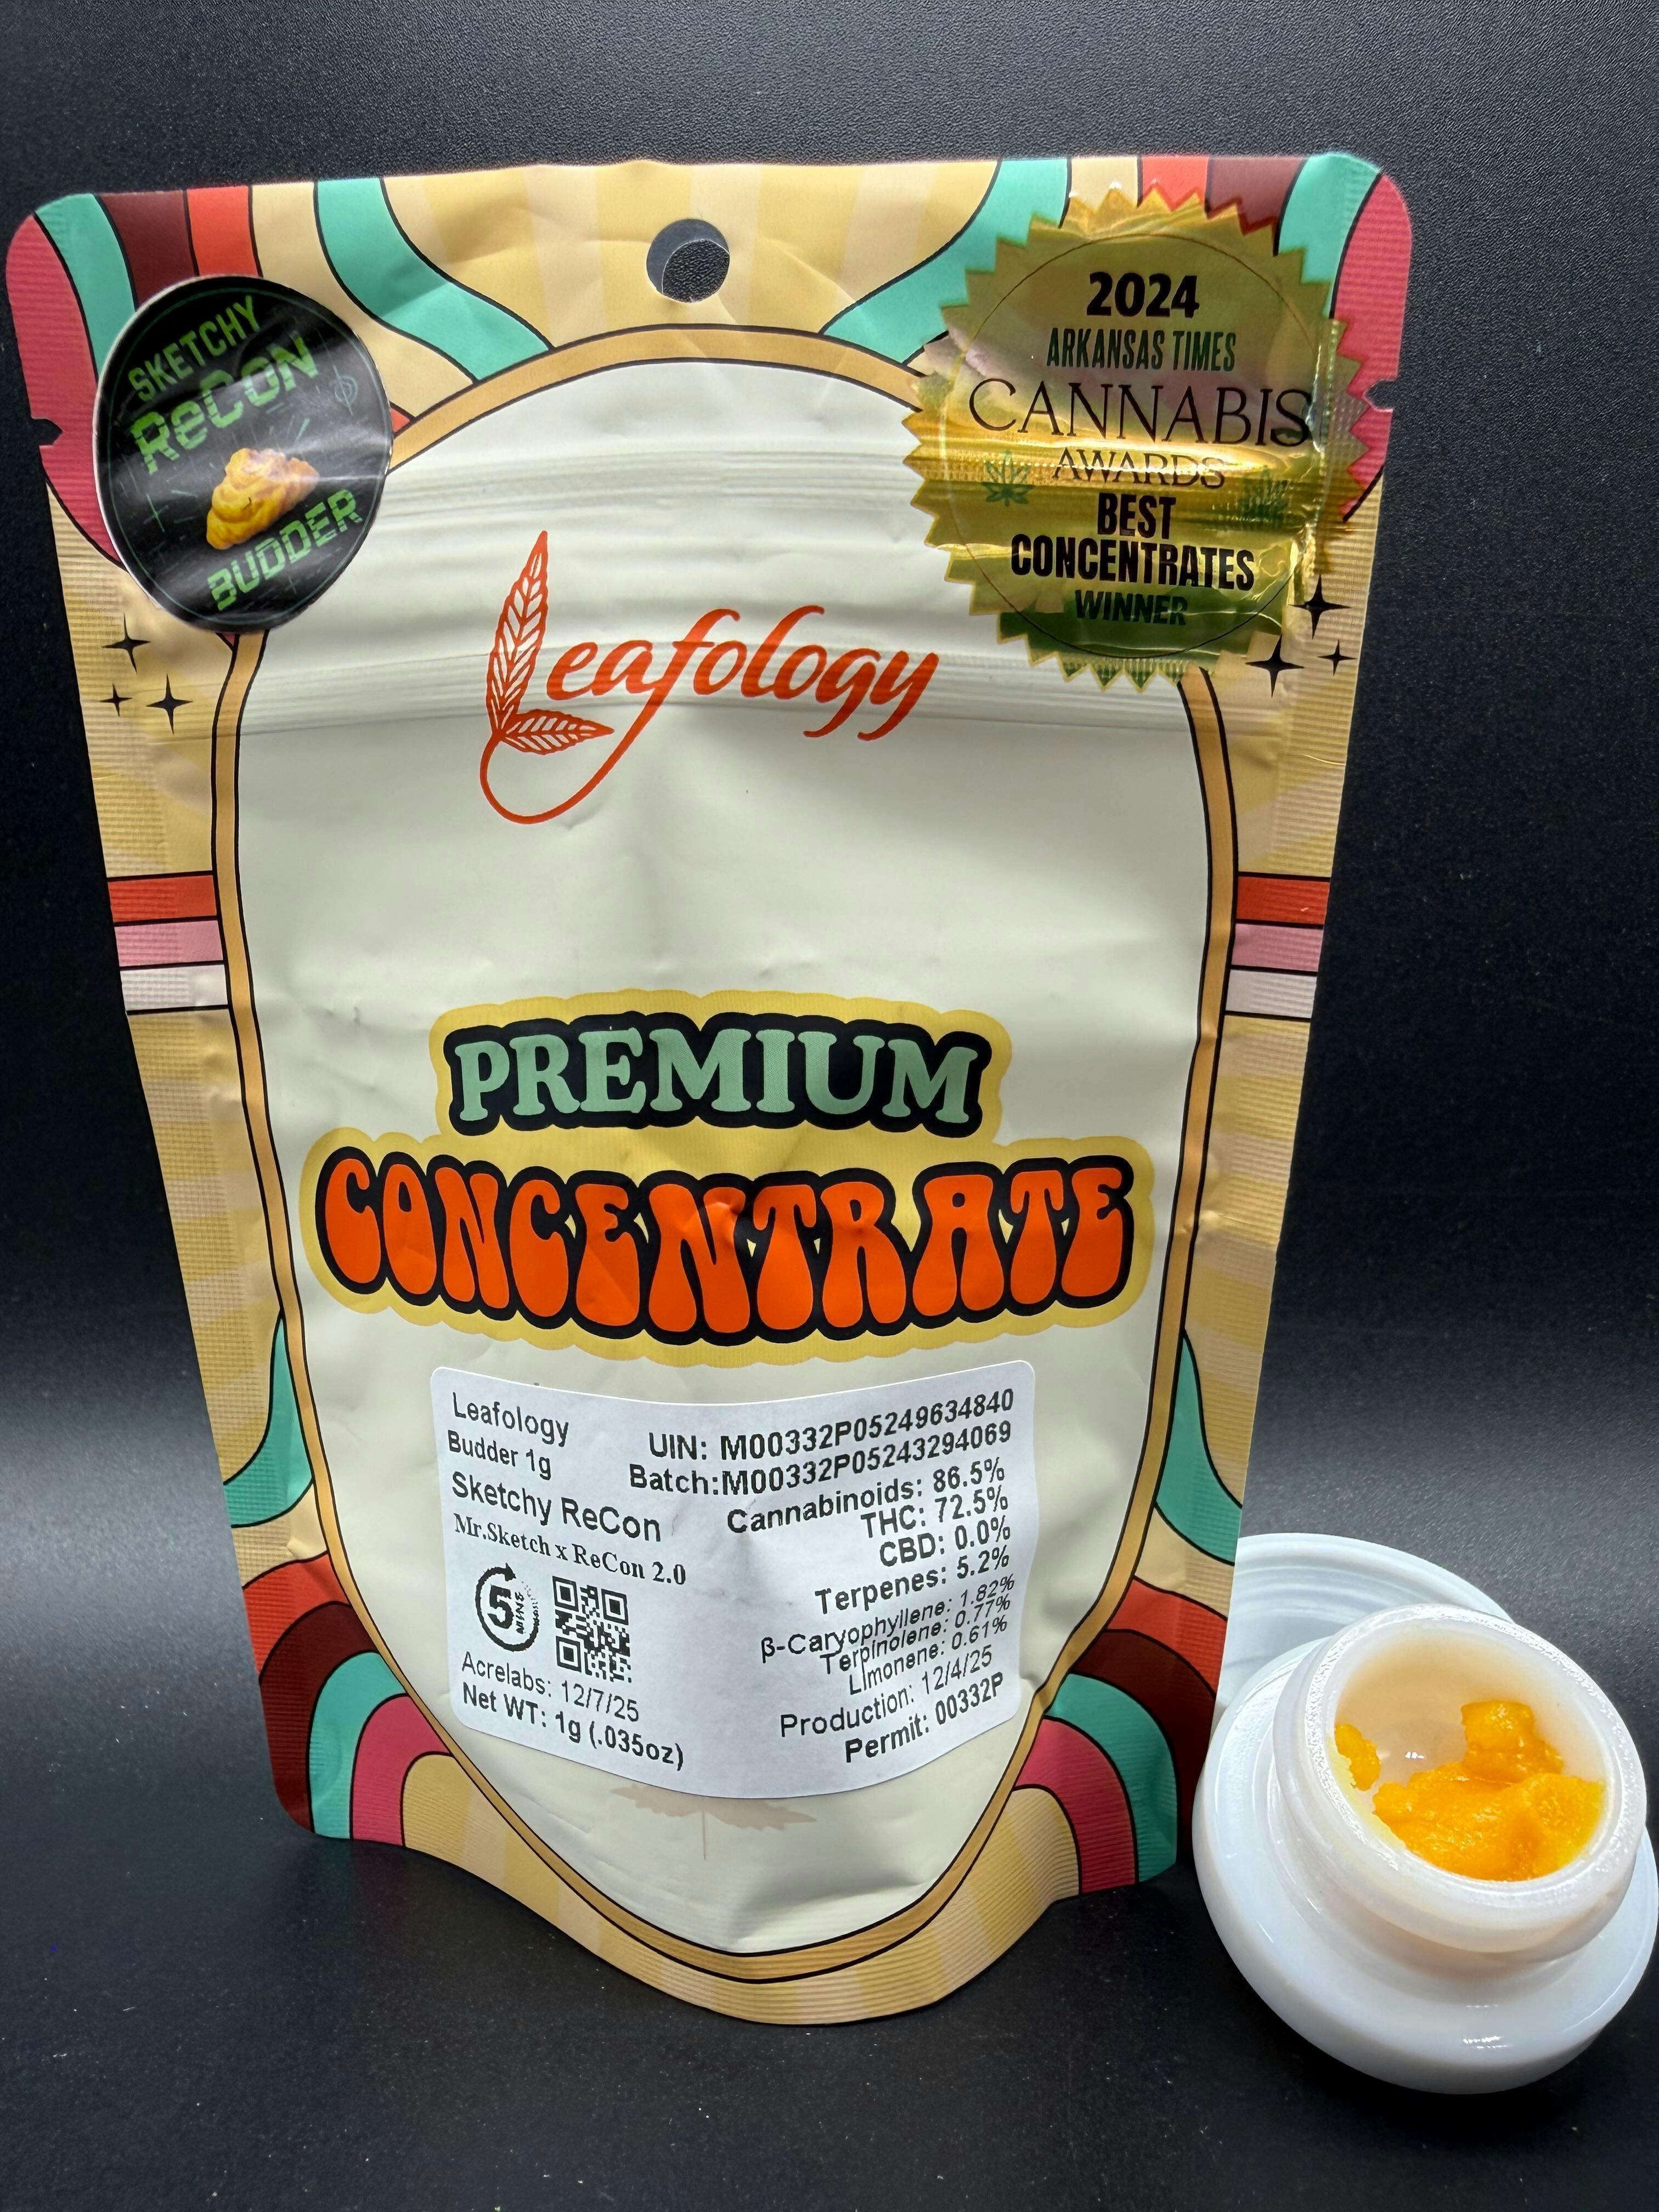 SKETCHY
ReCON
BUDDER
2024
ARKANSAS TIMES
CANNABIS
AWARDS
BEST
CONCENTRATES
WINNER
Leafology
PREMIUM
CONCENTRATE
Leafology
Budder 1g
Sketchy ReCon
Mr.Sketch x ReCon 2.0
5
Acrelabs: 12/7/25
Net WT: 1g (.035oz)
UIN: M00332P05249634840
Batch:M00332P05243294069
Cannabinoids: 86.5%
THC: 72.5%
CBD: 0.0%
Terpenes: 5.2%
β-Caryophyllene: 1.82%
Terpinolene: 0.77%
Limonene: 0.61%
Production: 12/4/25
Permit: 00332P